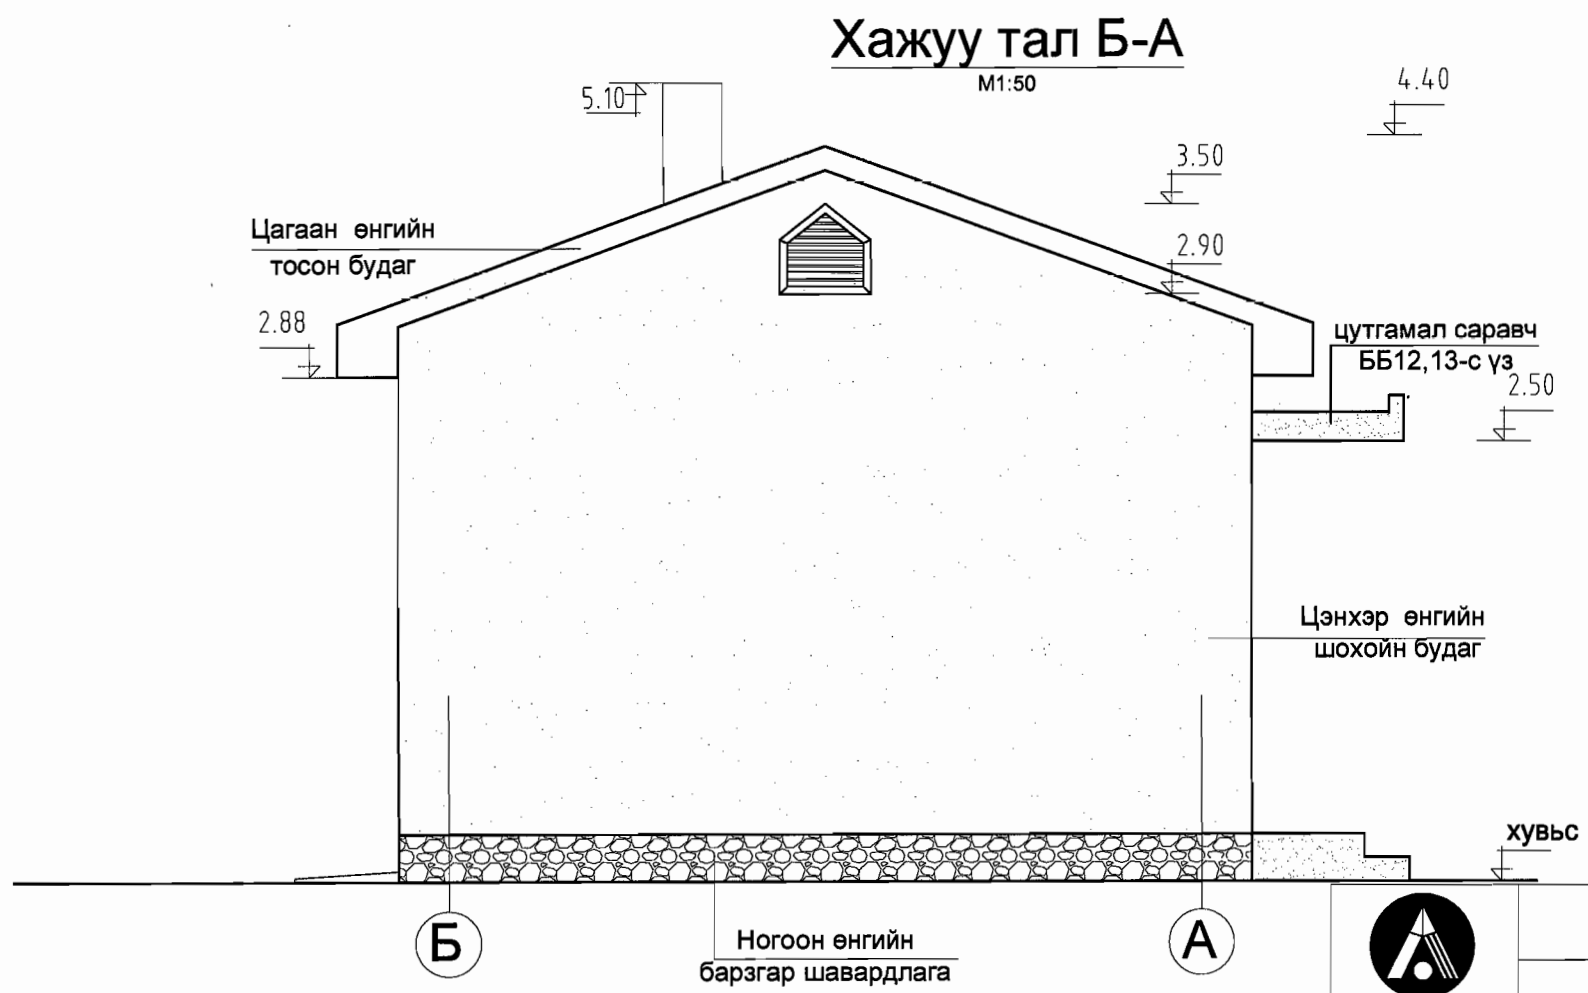 Хажуу тал Б-А
М1:50
5.10
4.40
3.50
Цагаан өнгийн
тосон будаг
2.90
2.88
цутгамал саравч
ББ12,13-с үз
2.50
Цэнхэр өнгийн
шохойн будаг
хувьс
Б
А
Ногоон өнгийн
барзгар шавардлага